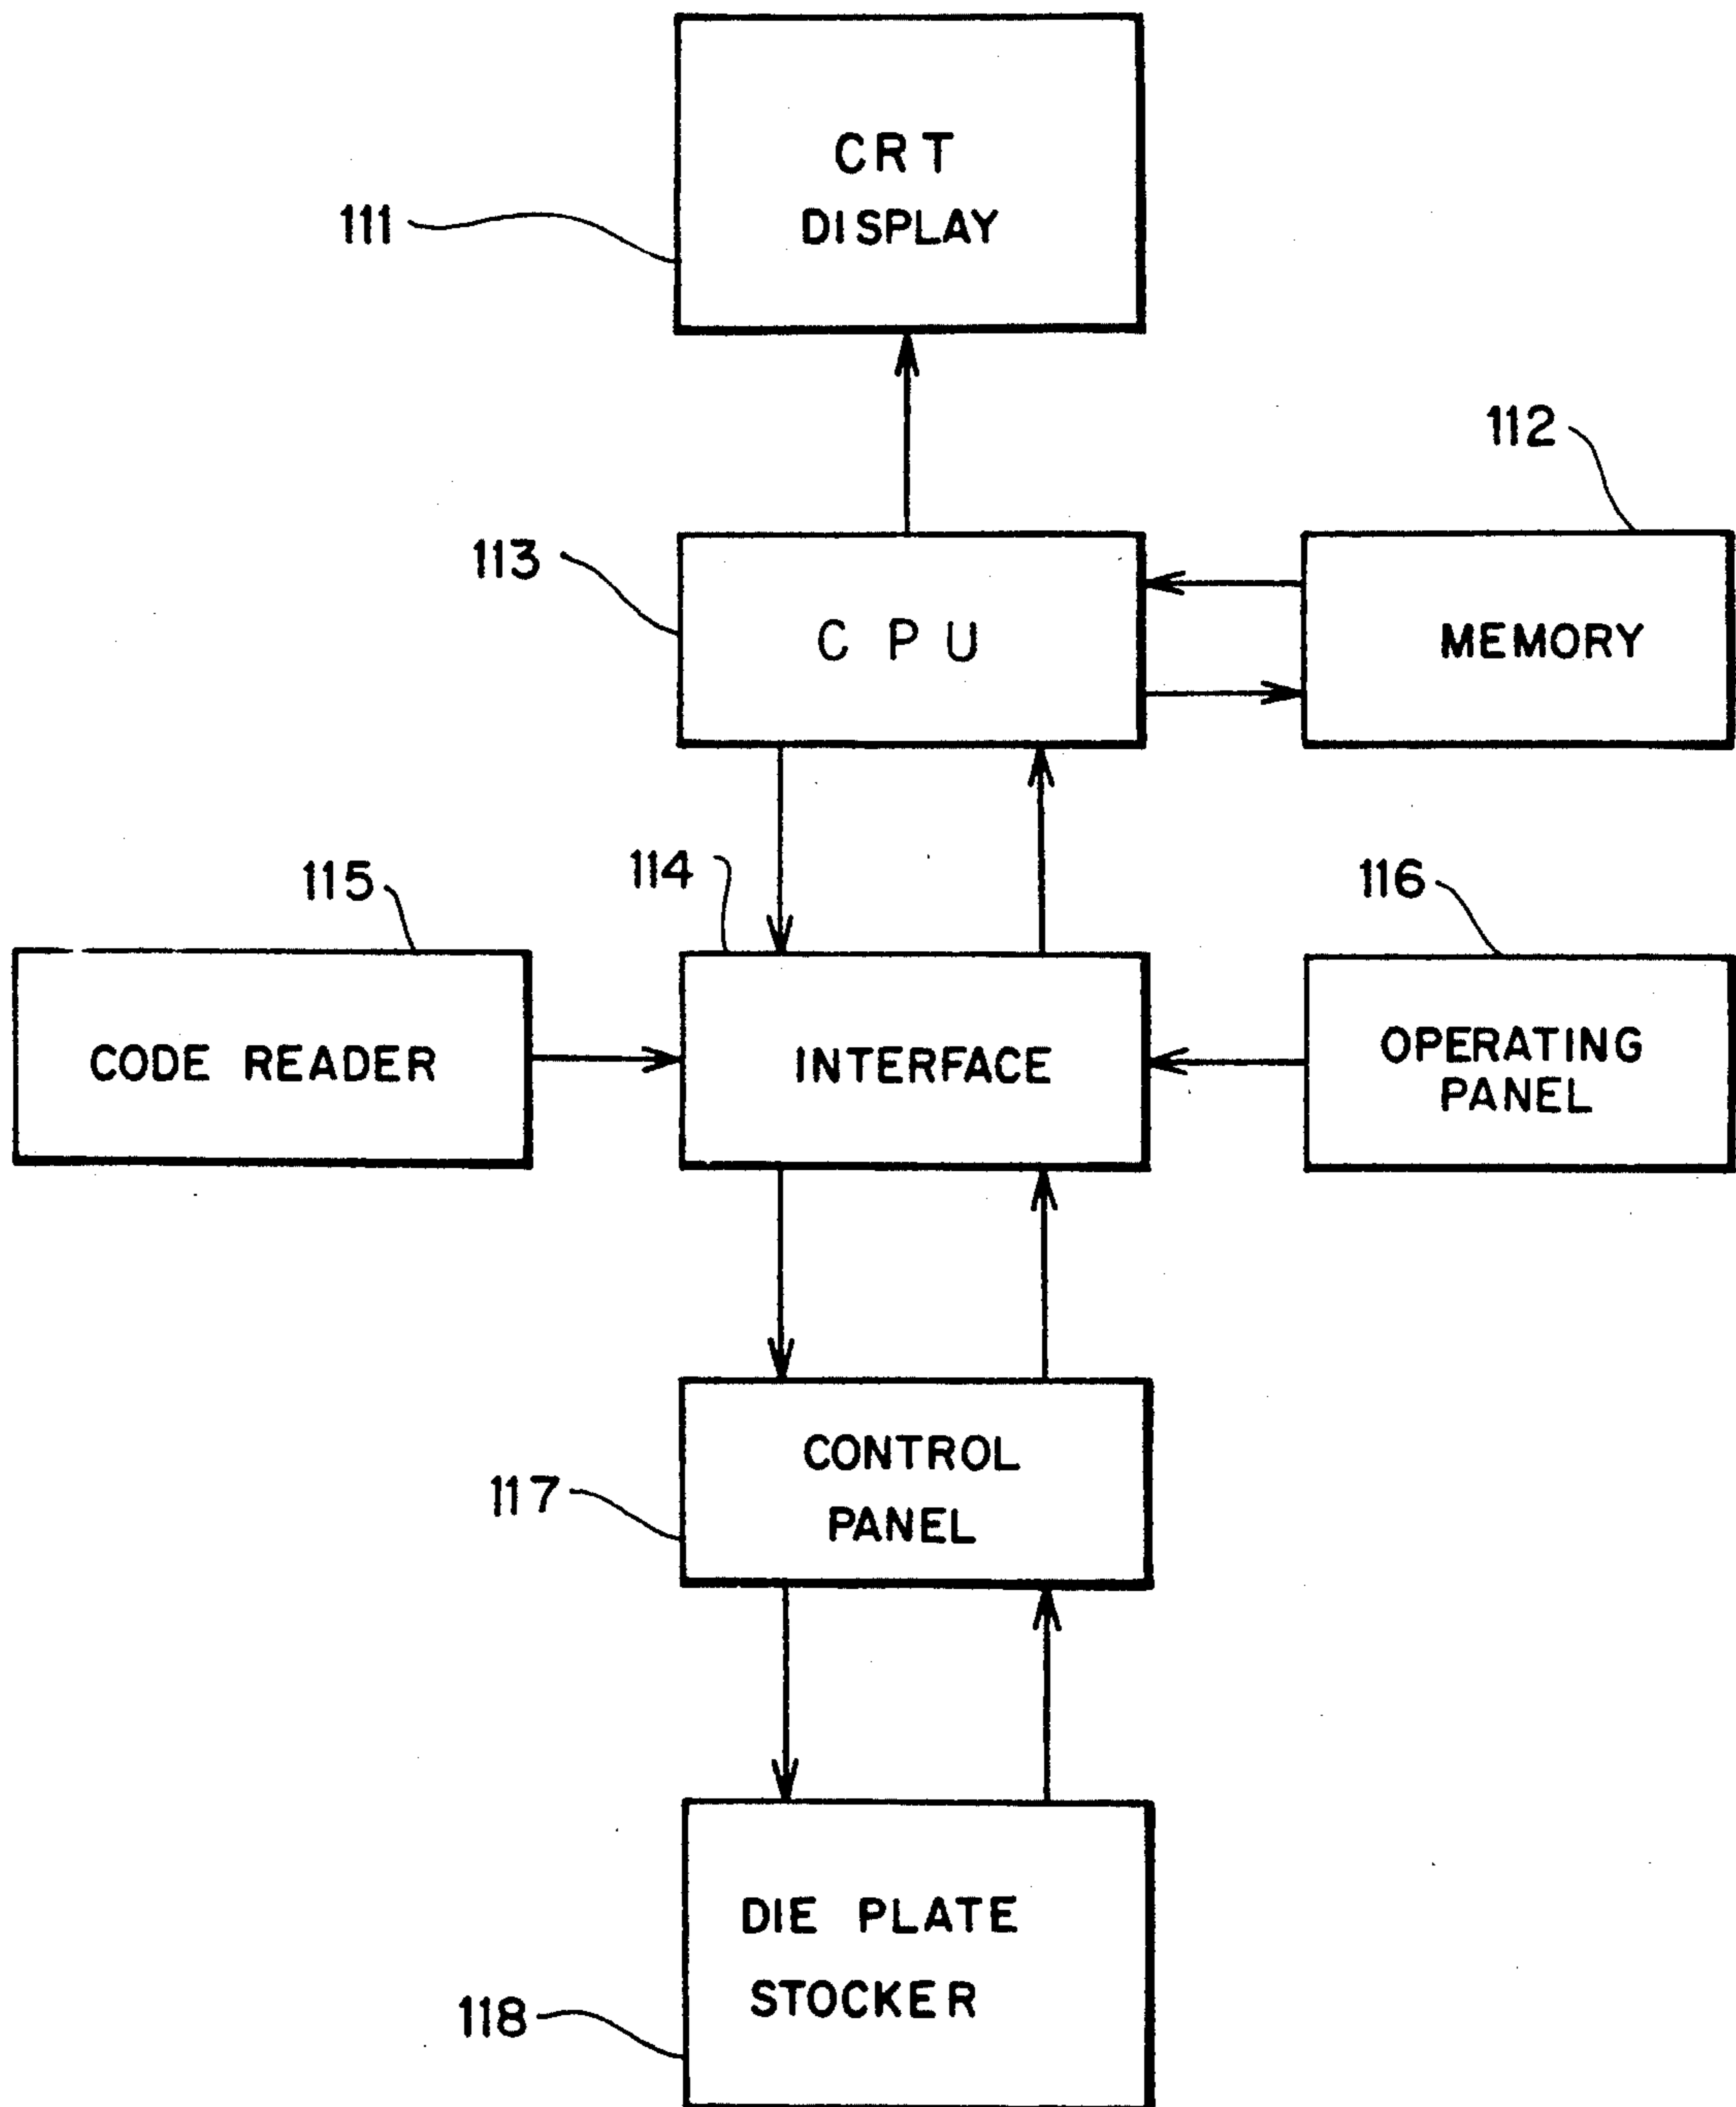 CRT
DISPLAY
111
112
113
CPU
MEMORY
115
114
116
CODE READER
INTERFACE
OPERATING
PANEL
CONTROL
PANEL
117
DIE PLATE
STOCKER
118